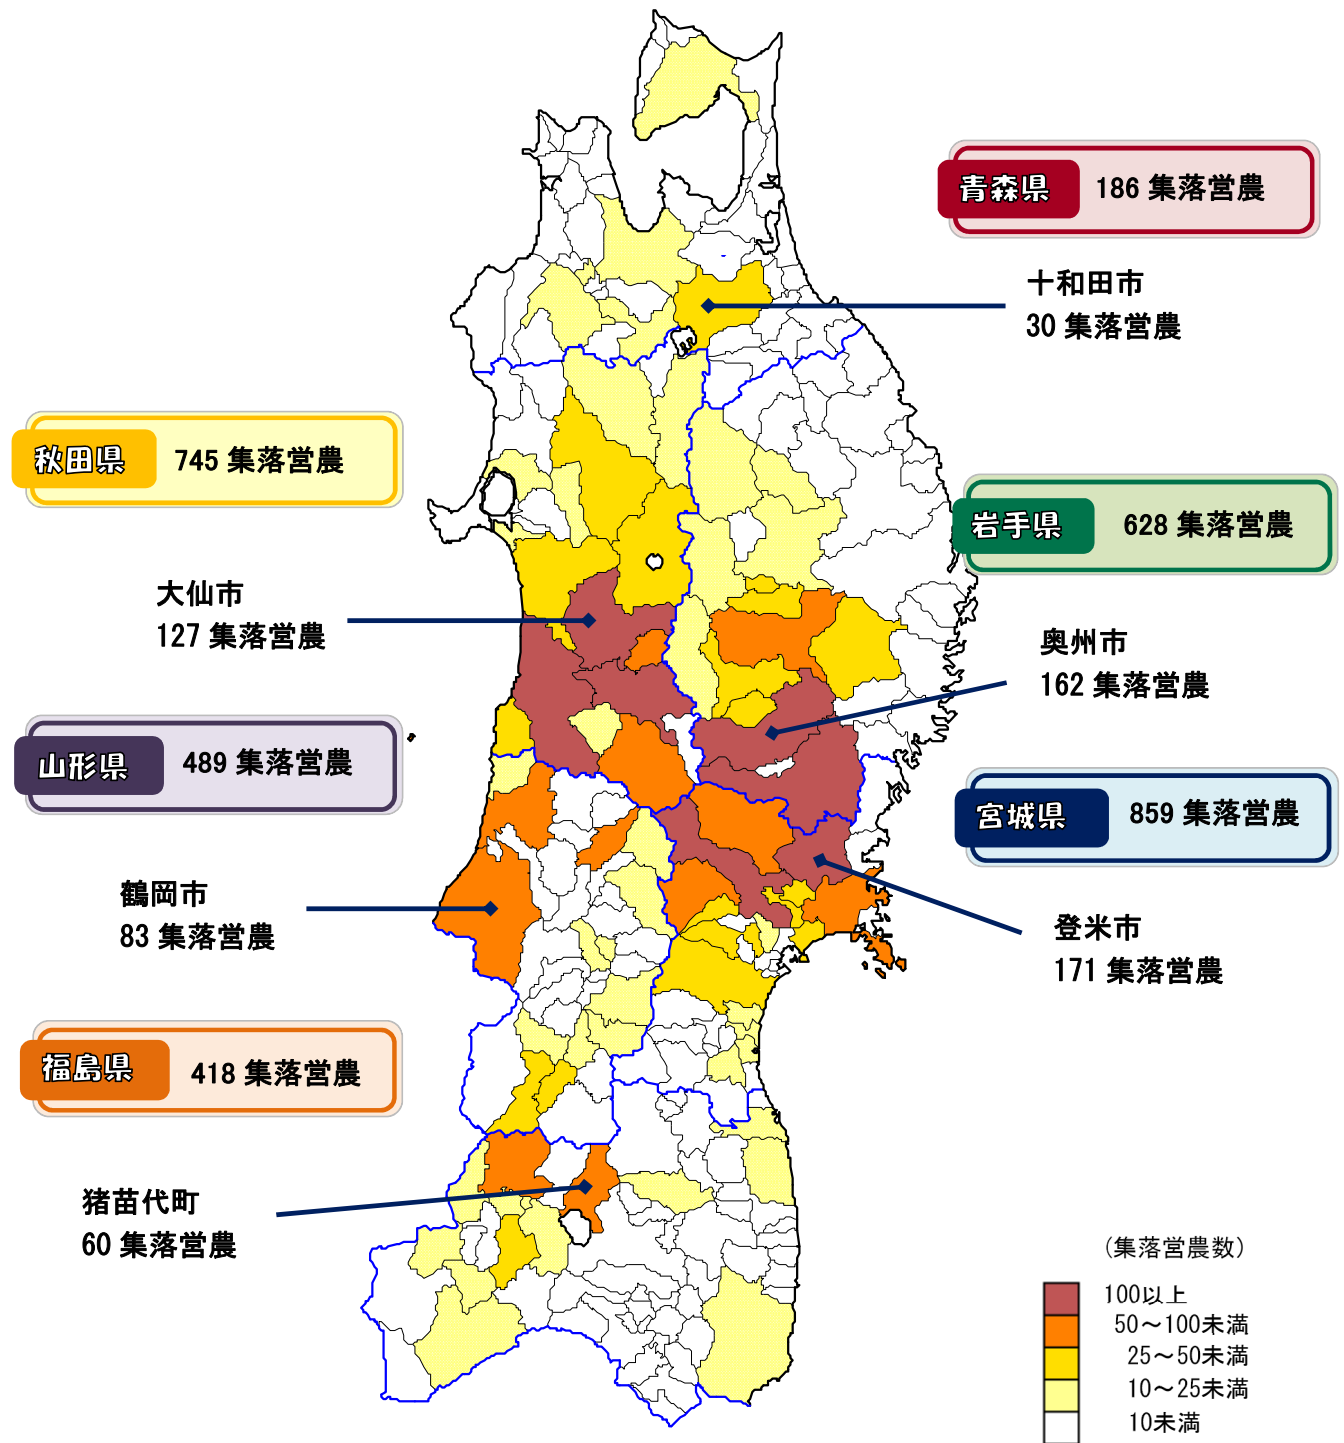 青森県 186 集落営農
十和田市
30 集落営農
秋田県 745 集落営農
岩手県 628 集落営農
大仙市
127 集落営農
奥州市
162 集落営農
山形県 489 集落営農
宮城県 859 集落営農
鶴岡市
83 集落営農
登米市
171 集落営農
福島県 418 集落営農
猪苗代町
60 集落営農
(集落営農数)
100以上
50～100未満
25～50未満
10～25未満
10未満